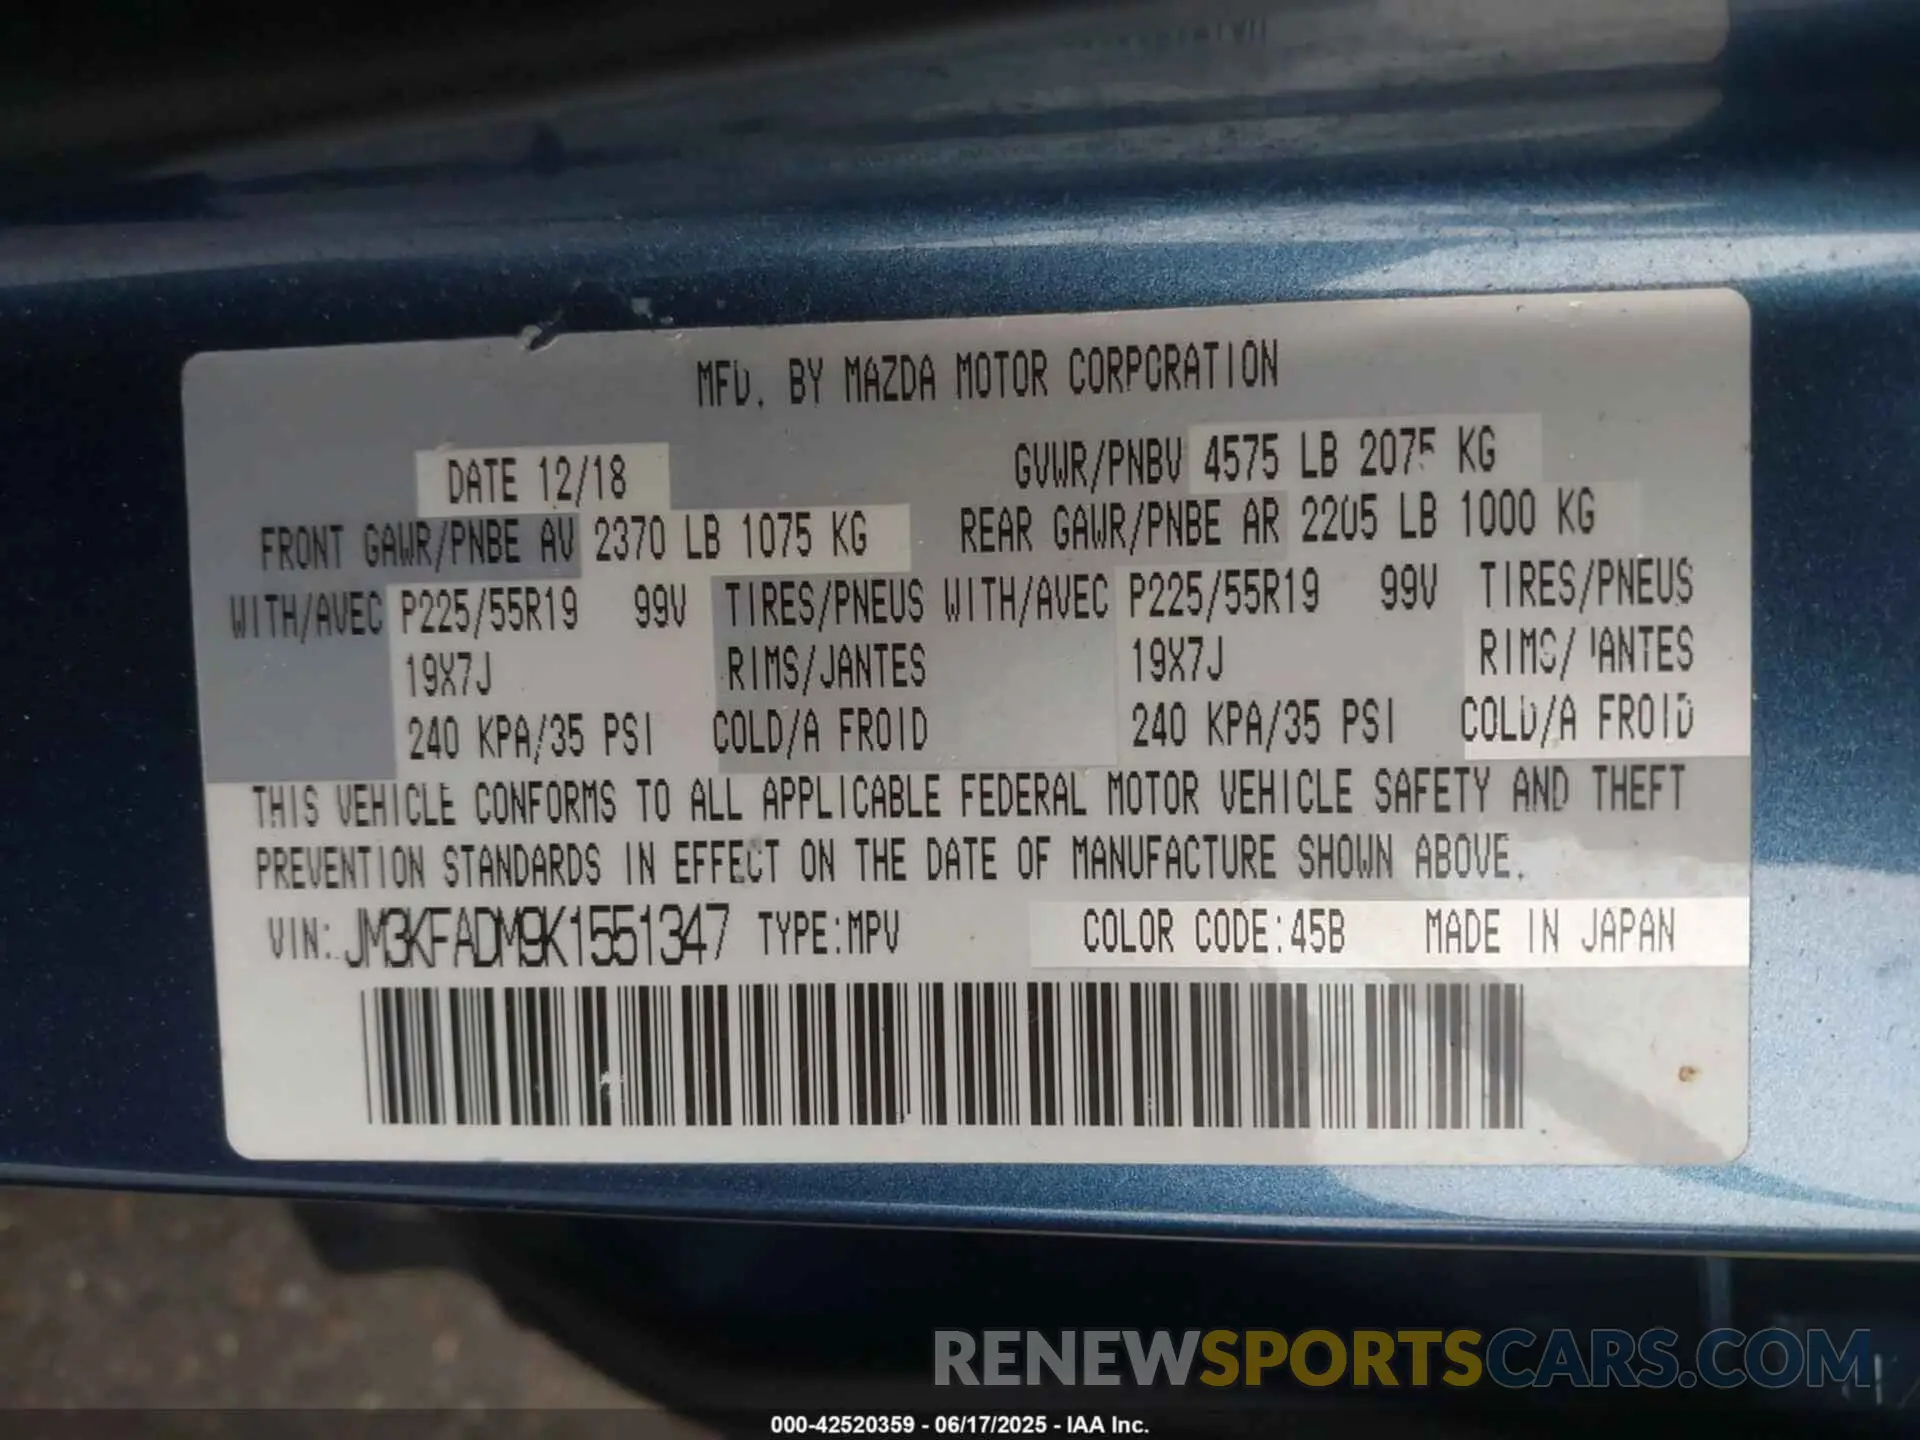 MFD. BY MAZDA MOTOR CORPORATION
DATE 12/18 GVWR/PNBV 4575 LB 2075 KG
FRONT GAWR/PNBE AV 2370 LB 1075 KG REAR GAWR/PNBE AR 2205 LB 1000 KG
WITH/AVEC P225/55R19 99V TIRES/PNEUS WITH/AVEC P225/55R19 99V TIRES/PNEUS
19X7J RIMS/JANTES 19X7J RIMS/JANTES
240 KPA/35 PSI COLD/A FROID 240 KPA/35 PSI COLD/A FROID
THIS VEHICLE CONFORMS TO ALL APPLICABLE FEDERAL MOTOR VEHICLE SAFETY AND THEFT
PREVENTION STANDARDS IN EFFECT ON THE DATE OF MANUFACTURE SHOWN ABOVE.
VIN: JM3KFADM9K1551347 TYPE:MPV COLOR CODE:45B MADE IN JAPAN
RENEWSPORTSCARS.COM
000-42520359 - 06/17/2025 - IAA Inc.